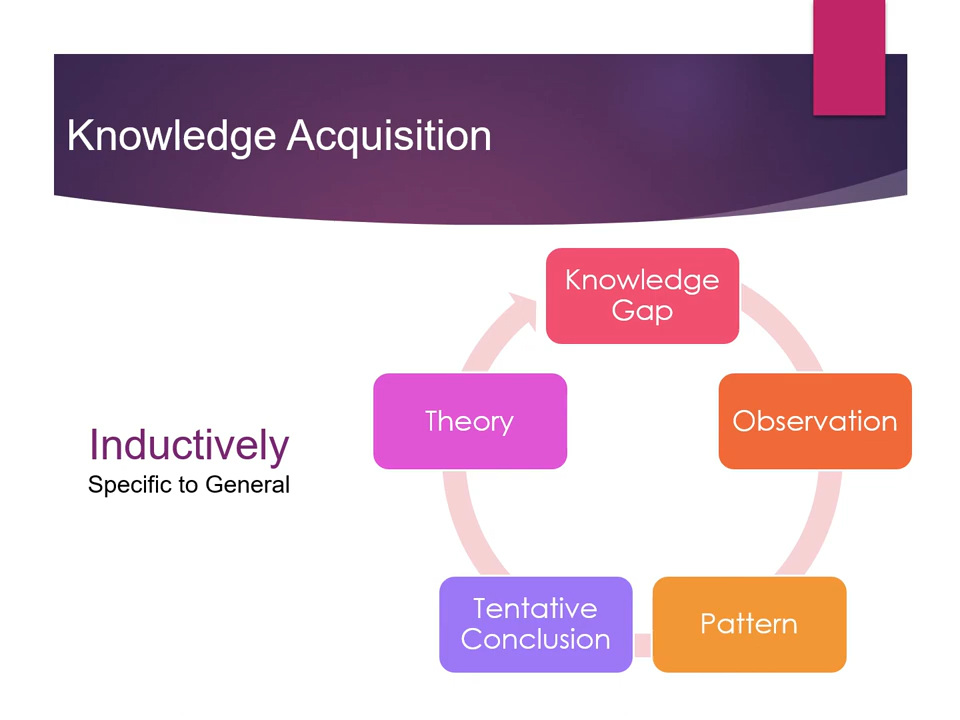 Knowledge Acquisition
Knowledge
Gap
Observation
Pattern
Tentative
Conclusion
Theory
Inductively
Specific to General